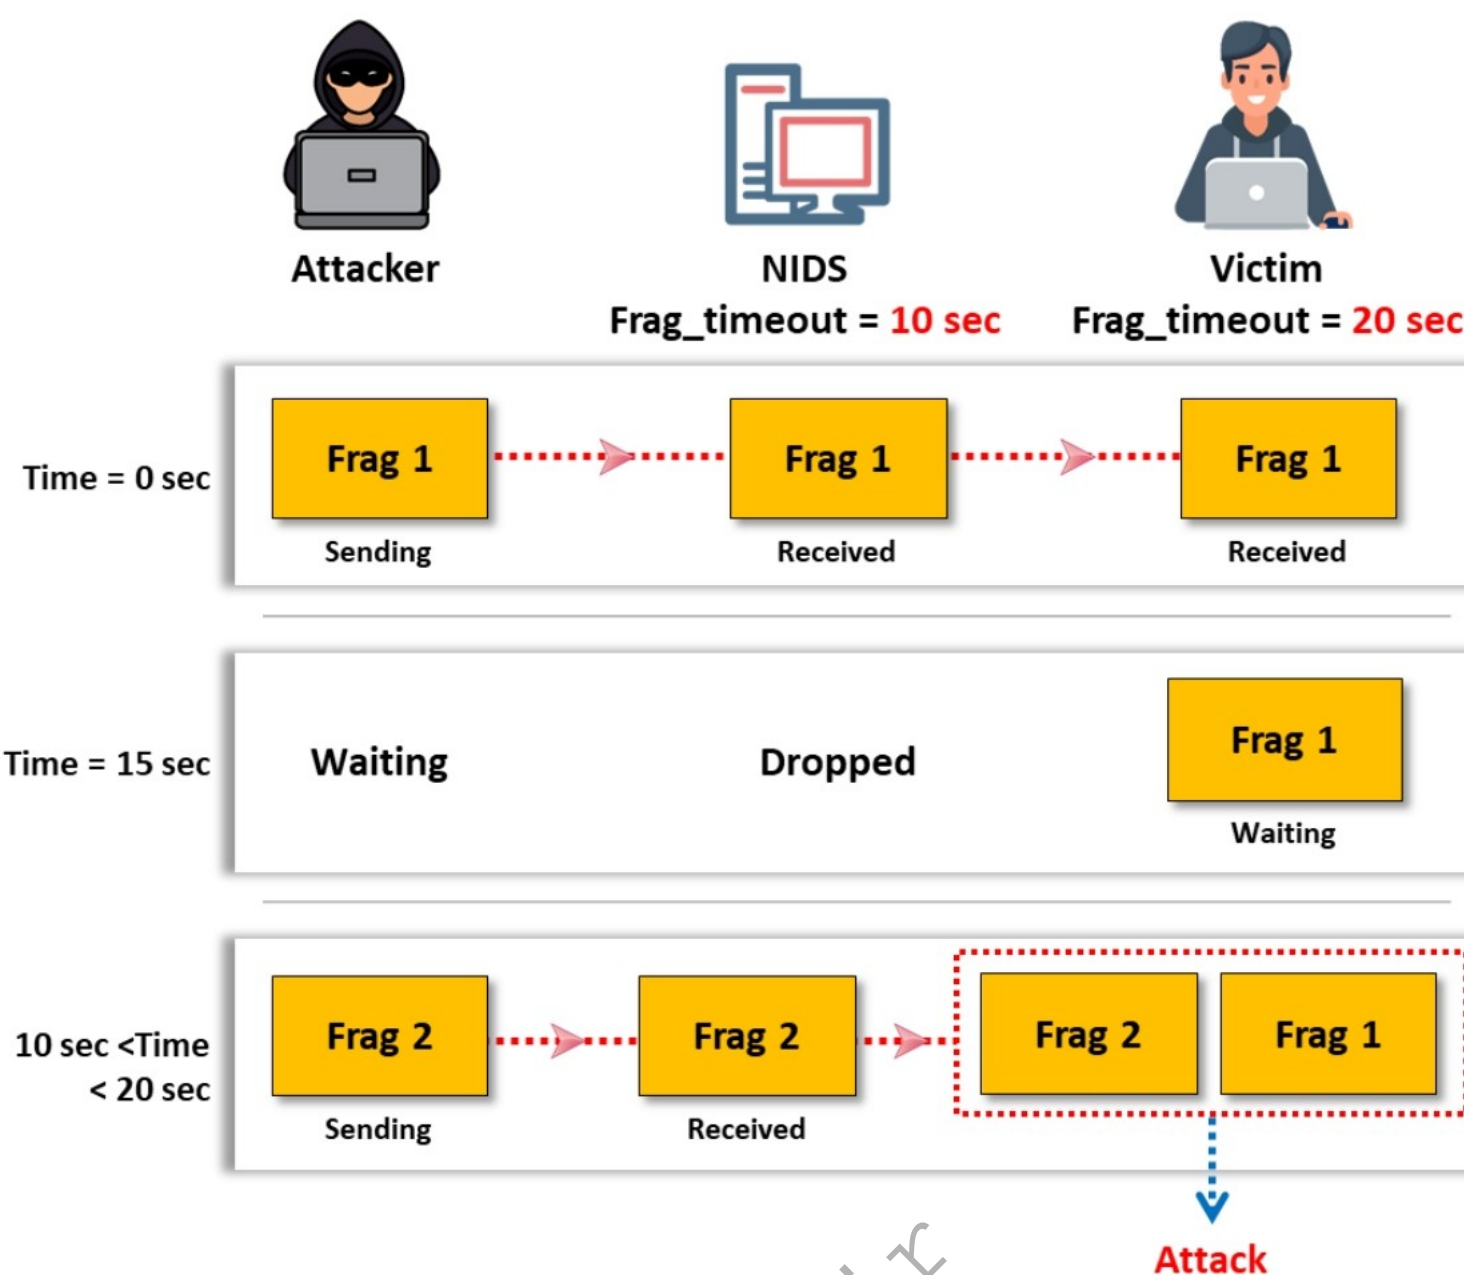 Attacker
NIDS
Victim
Frag_timeout = 10 sec
Frag_timeout = 20 sec
Time = 0 sec
Frag 1
Frag 1
Frag 1
Sending
Received
Received
Time = 15 sec
Waiting
Dropped
Frag 1
Waiting
10 sec <Time
< 20 sec
Frag 2
Frag 2
Frag 2
Frag 1
Sending
Received
Attack